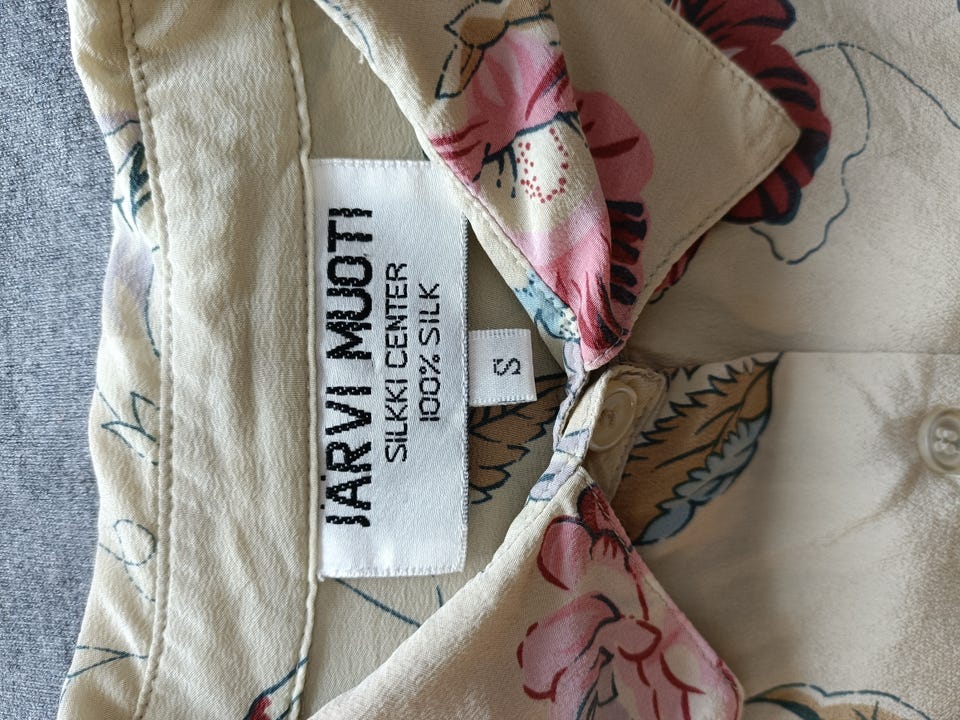 JÄRVI MUOTI
SILKKI CENTER
100% SILK
S